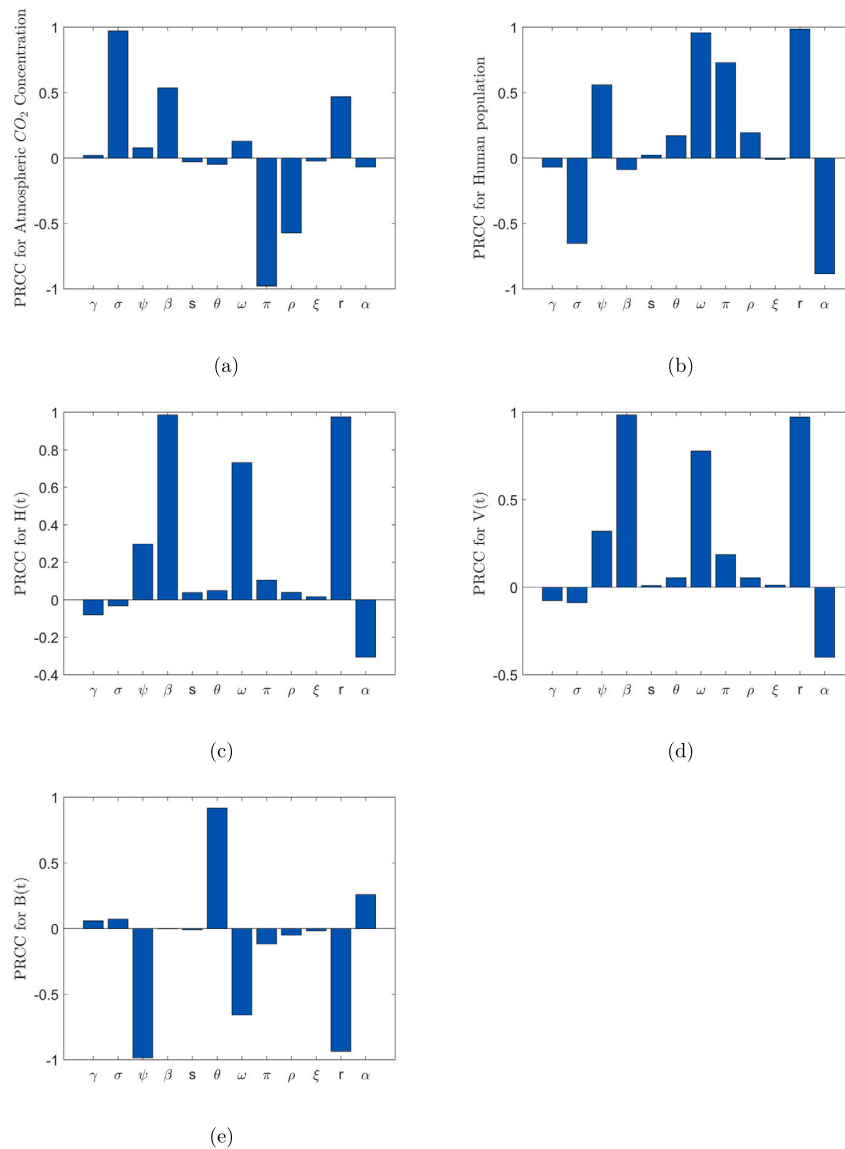 PRCC for Atmospheric CO₂ Concentration
1
0.5
0
-0.5
-1
γ σ ψ β s θ ω π ρ ξ r α
(a)
PRCC for Human population
1
0.5
0
-0.5
-1
γ σ ψ β s θ ω π ρ ξ r α
(b)
PRCC for H(t)
1
0.8
0.6
0.4
0.2
0
-0.2
-0.4
γ σ ψ β s θ ω π ρ ξ r α
(c)
PRCC for V(t)
1
0.5
0
-0.5
γ σ ψ β s θ ω π ρ ξ r α
(d)
PRCC for B(t)
1
0.5
0
-0.5
-1
γ σ ψ β s θ ω π ρ ξ r α
(e)